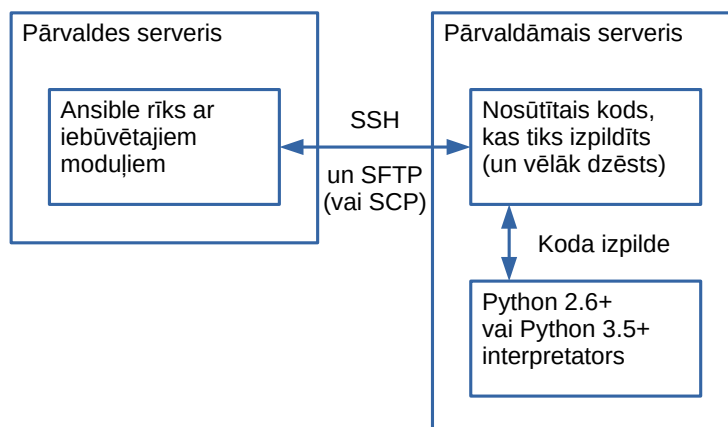 Pārvaldes serveris
Ansible rīks ar
iebūvētajiem
moduļiem
SSH
un SFTP
(vai SCP)
Pārvaldāmais serveris
Nosūtītais kods,
kas tiks izpildīts
(un vēlāk dzēsts)
Koda izpilde
Python 2.6+
vai Python 3.5+
interpretators